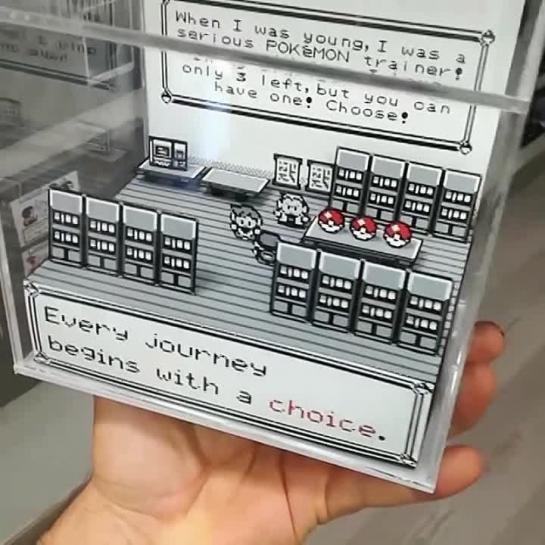 When I was young, I was a
serious POKéMON trainer!
only 3 left, but you can
have one! Choose!
Every journey
begins with a choice.